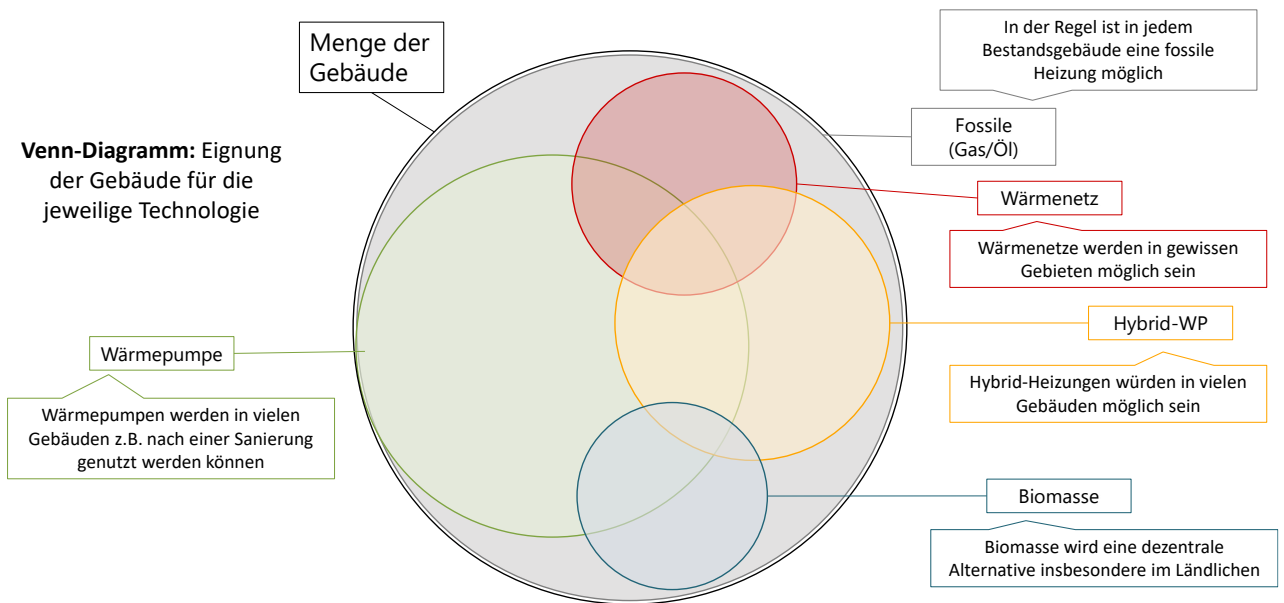 Menge der
Gebäude
In der Regel ist in jedem
Bestandsgebäude eine fossile
Heizung möglich
Fossile
(Gas/Öl)
Venn-Diagramm: Eignung
der Gebäude für die
jeweilige Technologie
Wärmenetz
Wärmenetze werden in gewissen
Gebieten möglich sein
Hybrid-WP
Hybrid-Heizungen würden in vielen
Gebäuden möglich sein
Wärmepumpe
Wärmepumpen werden in vielen
Gebäuden z.B. nach einer Sanierung
genutzt werden können
Biomasse
Biomasse wird eine dezentrale
Alternative insbesondere im Ländlichen